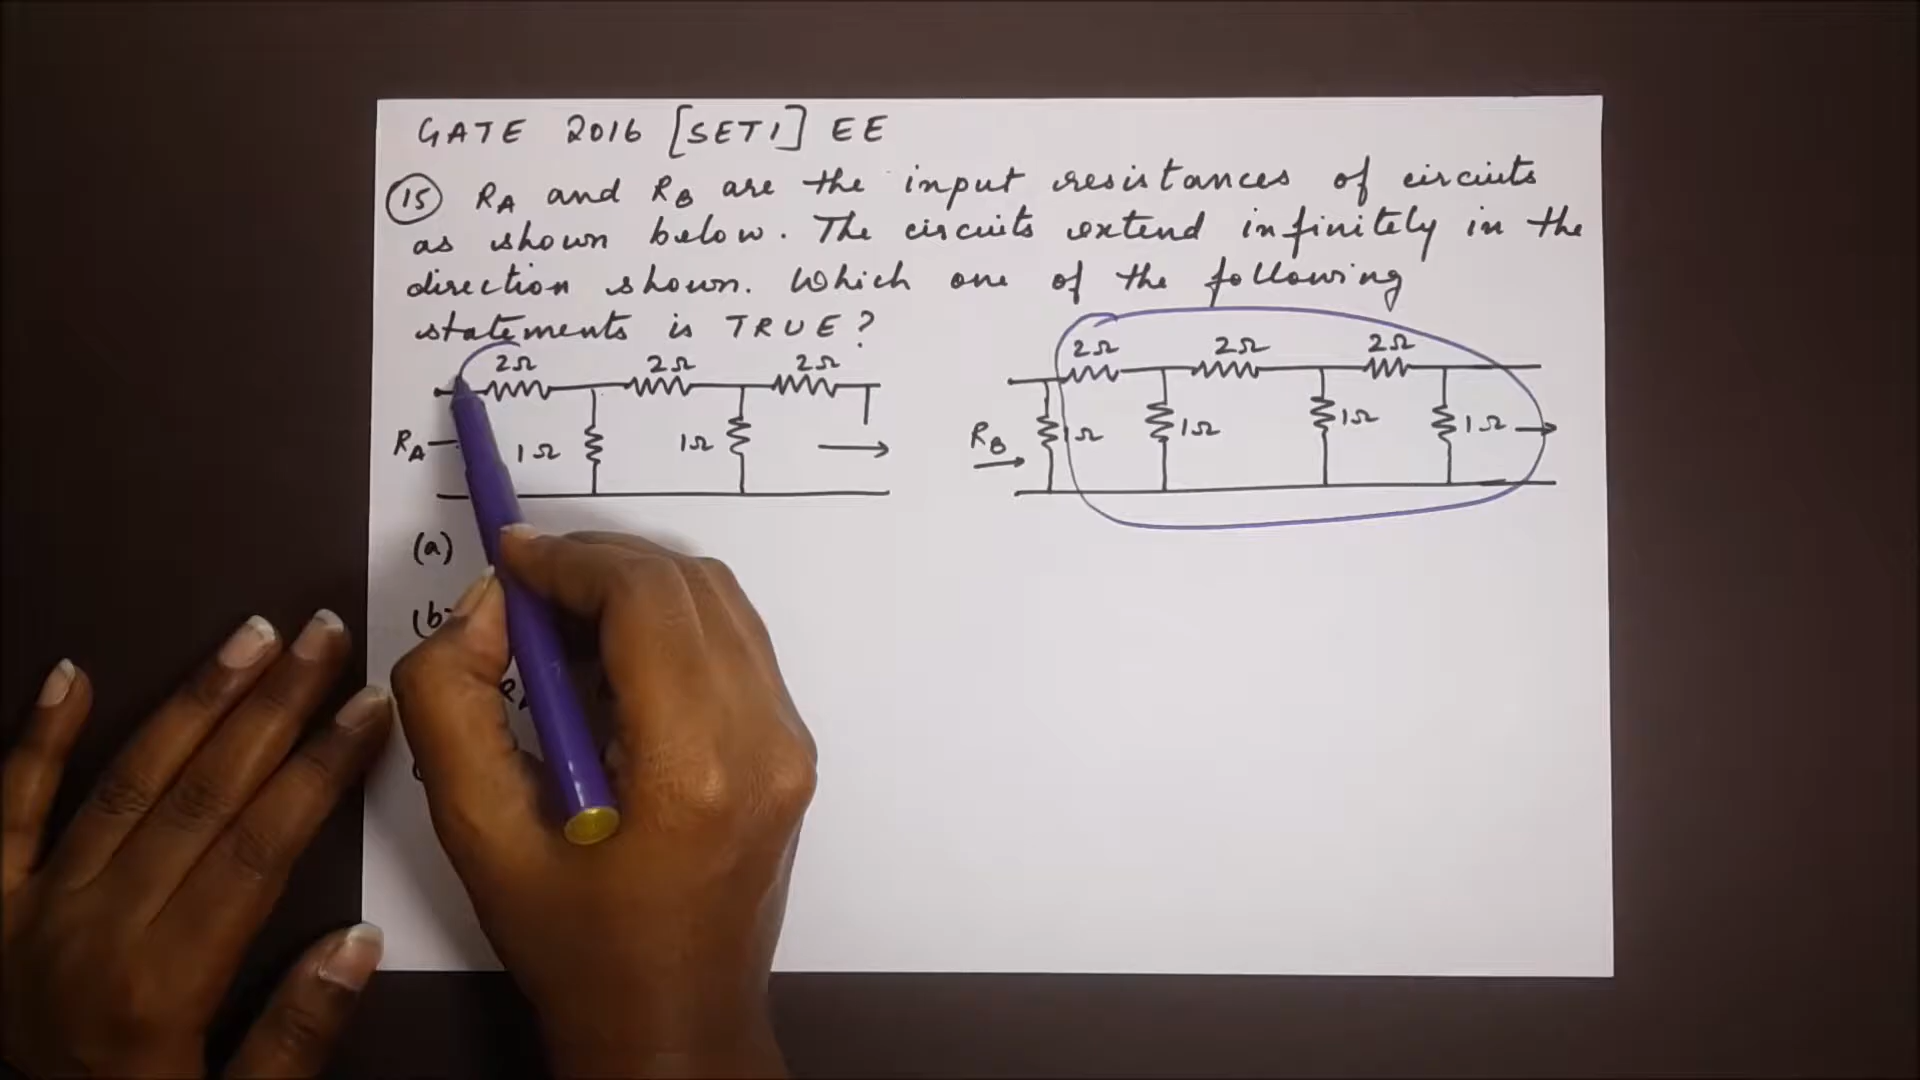 GATE 2016 [SET1] EE
15 RA and RB are the input resistances of circuits
as shown below. The circuits extend infinitely in the
direction shown. Which one of the following
statements is TRUE?
2Ω 2Ω 2Ω
RA 1Ω 1Ω
2Ω 2Ω 2Ω
RB 1Ω 1Ω 1Ω 1Ω
(a)
(b